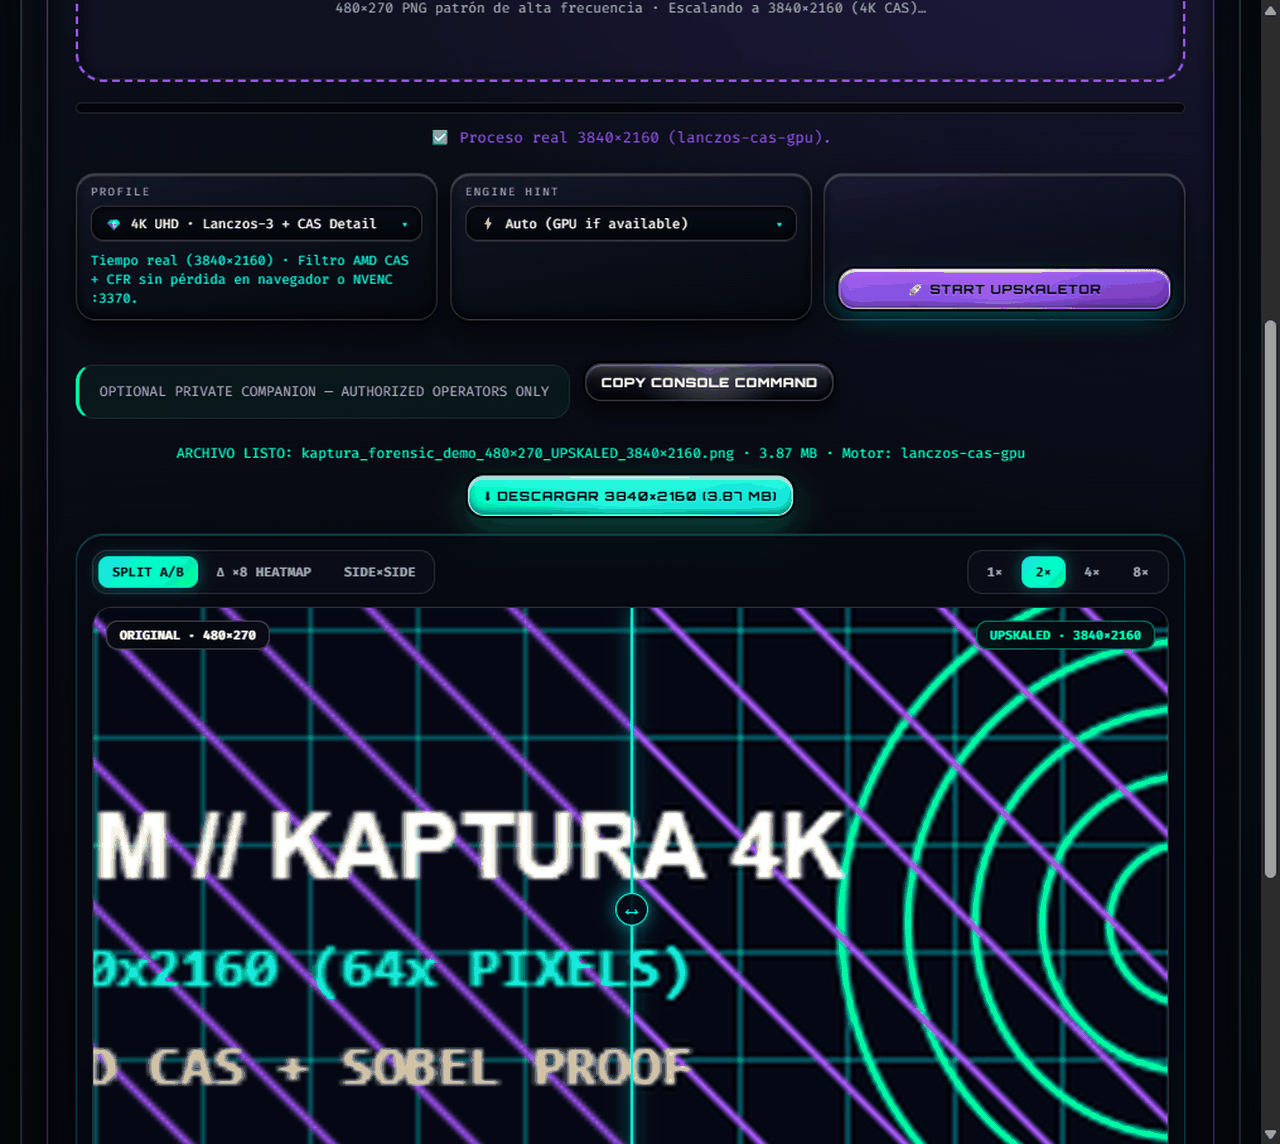 480×270 PNG patrón de alta frecuencia · Escalando a 3840×2160 (4K CAS)…
☑ Proceso real 3840×2160 (lanczos-cas-gpu).
PROFILE
💎 4K UHD · Lanczos-3 + CAS Detail
Tiempo real (3840×2160) · Filtro AMD CAS
+ CFR sin pérdida en navegador o NVENC
:3370.
ENGINE HINT
⚡ Auto (GPU if available)
🚀 START UPSKALETOR
OPTIONAL PRIVATE COMPANION — AUTHORIZED OPERATORS ONLY
COPY CONSOLE COMMAND
ARCHIVO LISTO: kaptura_forensic_demo_480×270_UPSKALED_3840×2160.png · 3.87 MB · Motor: lanczos-cas-gpu
⬇ DESCARGAR 3840×2160 (3.87 MB)
SPLIT A/B
Δ ×8 HEATMAP
SIDE×SIDE
1×
2×
4×
8×
ORIGINAL · 480×270
UPSKALED · 3840×2160
M // KAPTURA 4K
↔
0x2160 (64x PIXELS)
D CAS + SOBEL PROOF